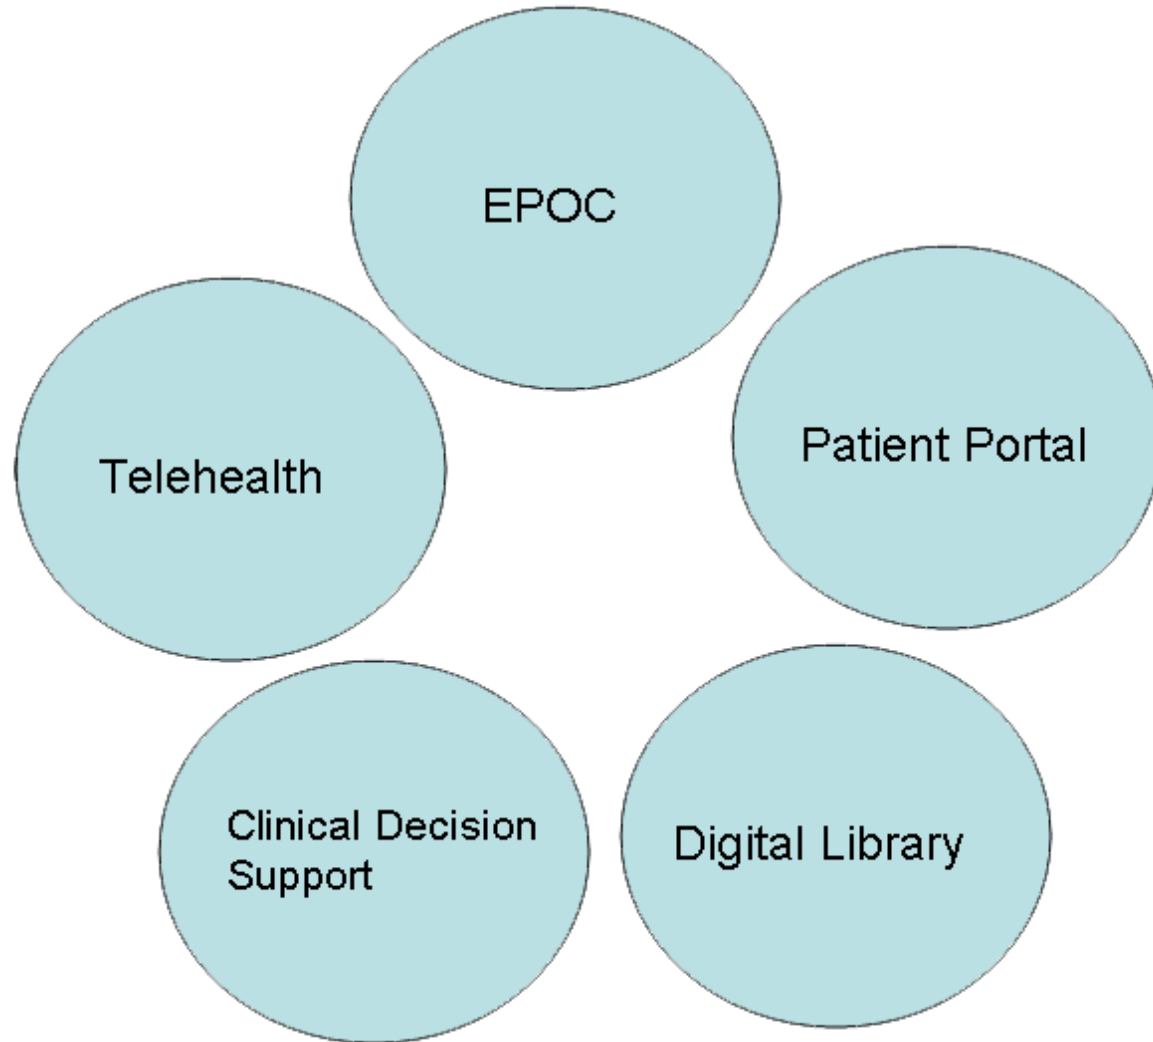 EPOC
Patient Portal
Telehealth
Clinical Decision
Support
Digital Library